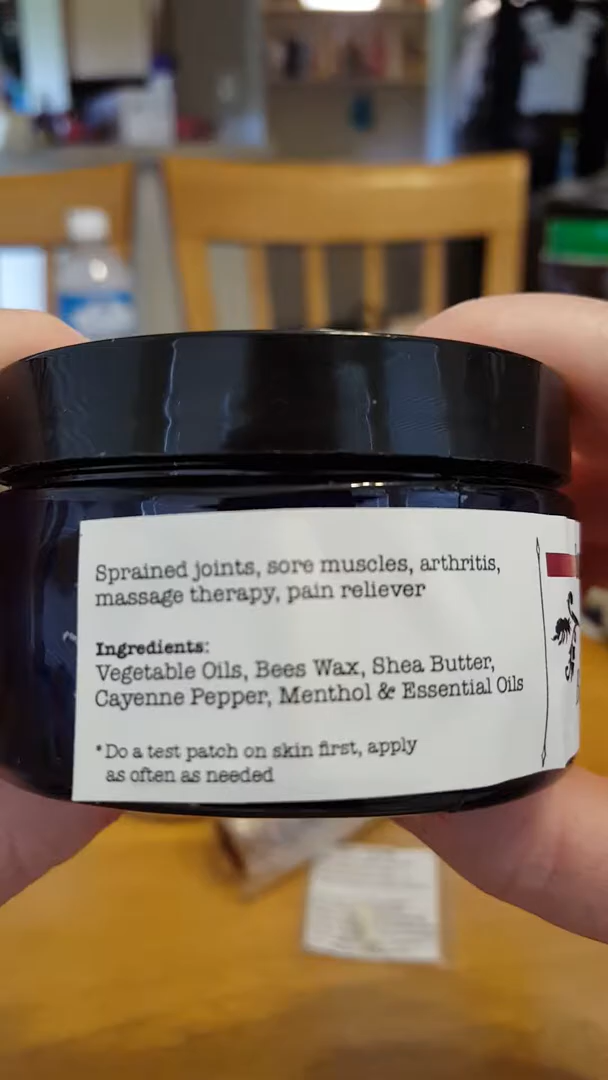 Sprained joints, sore muscles, arthritis,
massage therapy, pain reliever
Ingredients:
Vegetable Oils, Bees Wax, Shea Butter,
Cayenne Pepper, Menthol & Essential Oils
*Do a test patch on skin first, apply
as often as needed